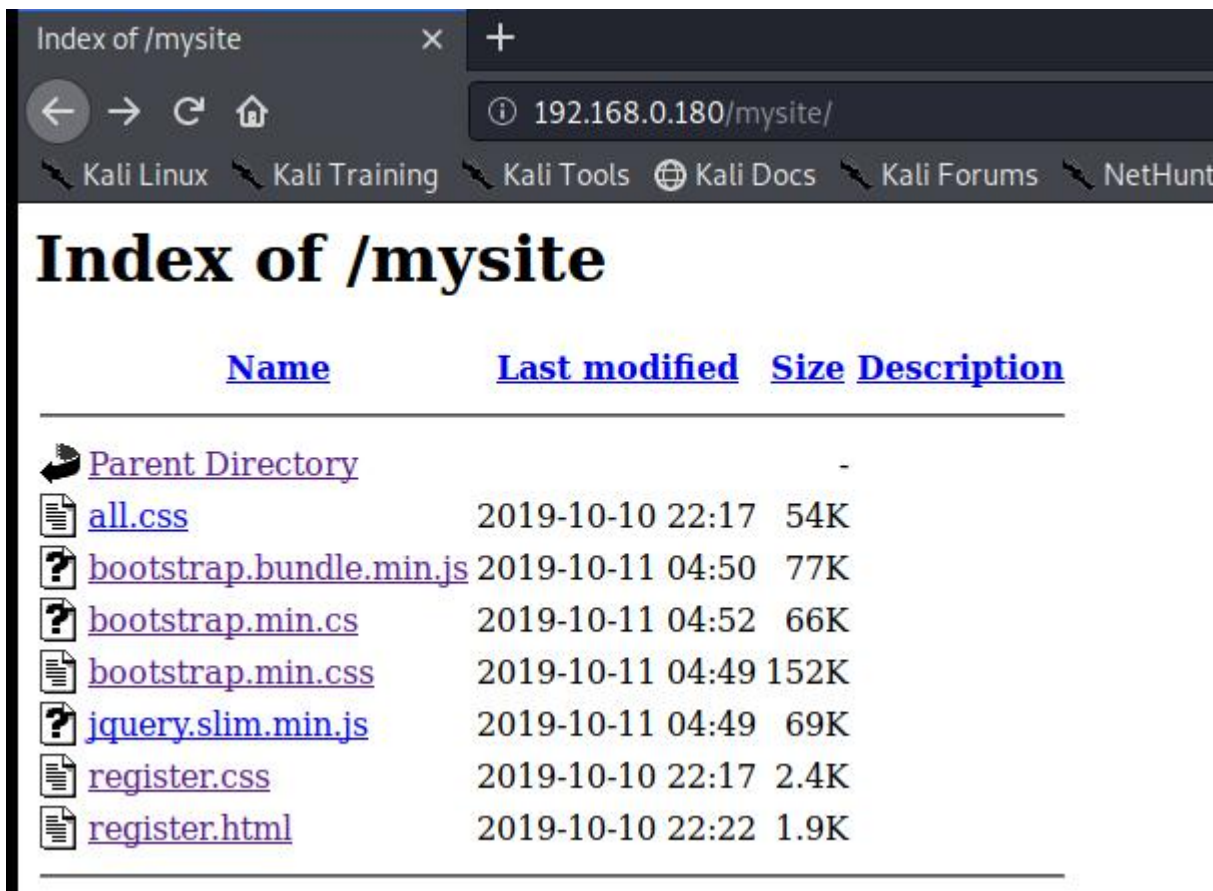 Index of /mysite
192.168.0.180/mysite/
Kali Linux Kali Training Kali Tools Kali Docs Kali Forums NetHunt
Index of /mysite
Name Last modified Size Description
Parent Directory -
all.css 2019-10-10 22:17 54K
bootstrap.bundle.min.js 2019-10-11 04:50 77K
bootstrap.min.cs 2019-10-11 04:52 66K
bootstrap.min.css 2019-10-11 04:49 152K
jquery.slim.min.js 2019-10-11 04:49 69K
register.css 2019-10-10 22:17 2.4K
register.html 2019-10-10 22:22 1.9K